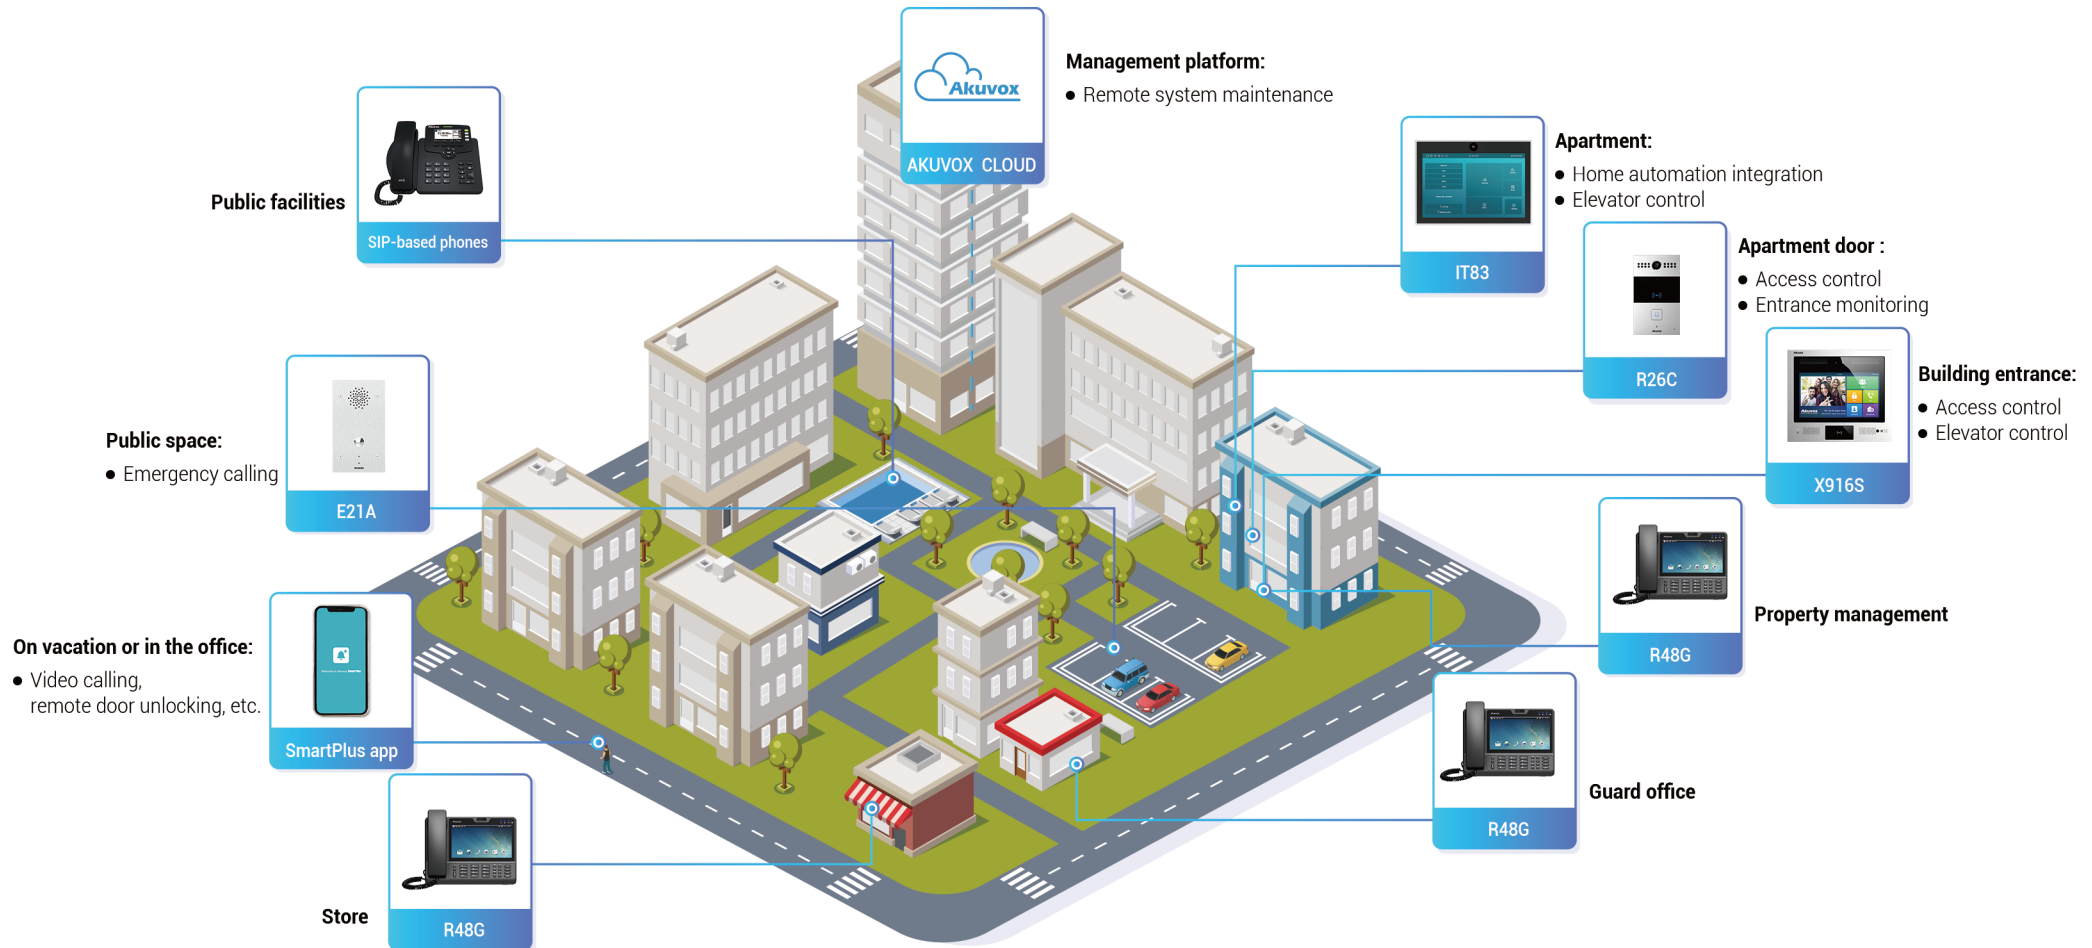 Akuvox
AKUVOX CLOUD
Management platform:
● Remote system maintenance
Public facilities
SIP-based phones
IT83
Apartment:
● Home automation integration
● Elevator control
R26C
Apartment door :
● Access control
● Entrance monitoring
Akuvox
X916S
Building entrance:
● Access control
● Elevator control
Public space:
● Emergency calling
E21A
R48G
Property management
On vacation or in the office:
● Video calling,
remote door unlocking, etc.
SmartPlus app
R48G
Guard office
Store
R48G